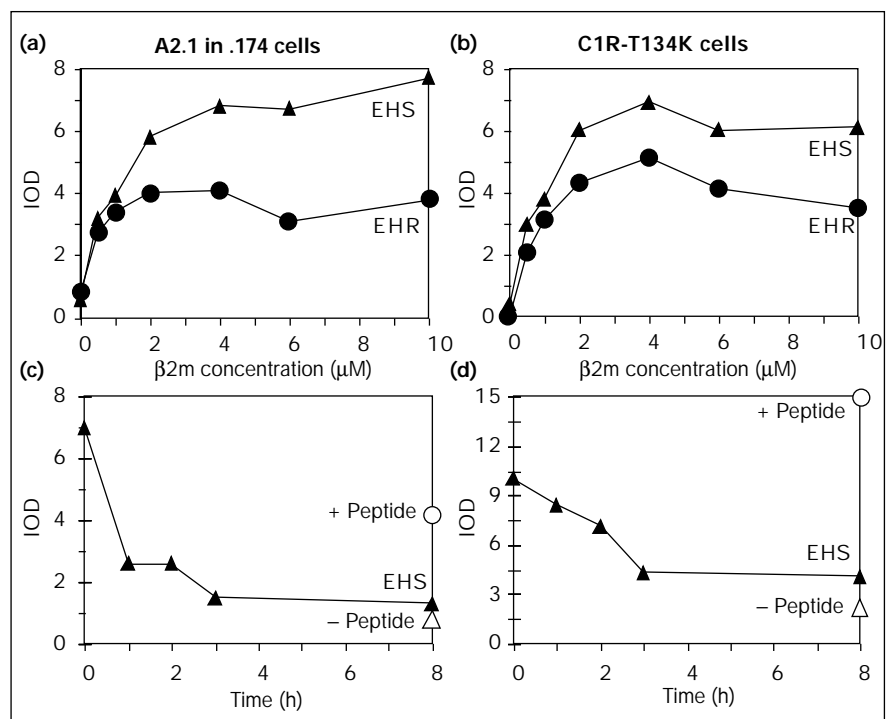 (a) A2.1 in .174 cells
8
6
4
2
0
IOD
EHS
EHR
0 2 4 6 8 10
β2m concentration (μM)
(b) C1R-T134K cells
8
6
4
2
0
IOD
EHS
EHR
0 2 4 6 8 10
β2m concentration (μM)
(c)
8
6
4
2
0
IOD
+ Peptide
EHS
– Peptide
0 2 4 6 8
Time (h)
(d)
15
12
9
6
3
0
IOD
+ Peptide
EHS
– Peptide
0 2 4 6 8
Time (h)